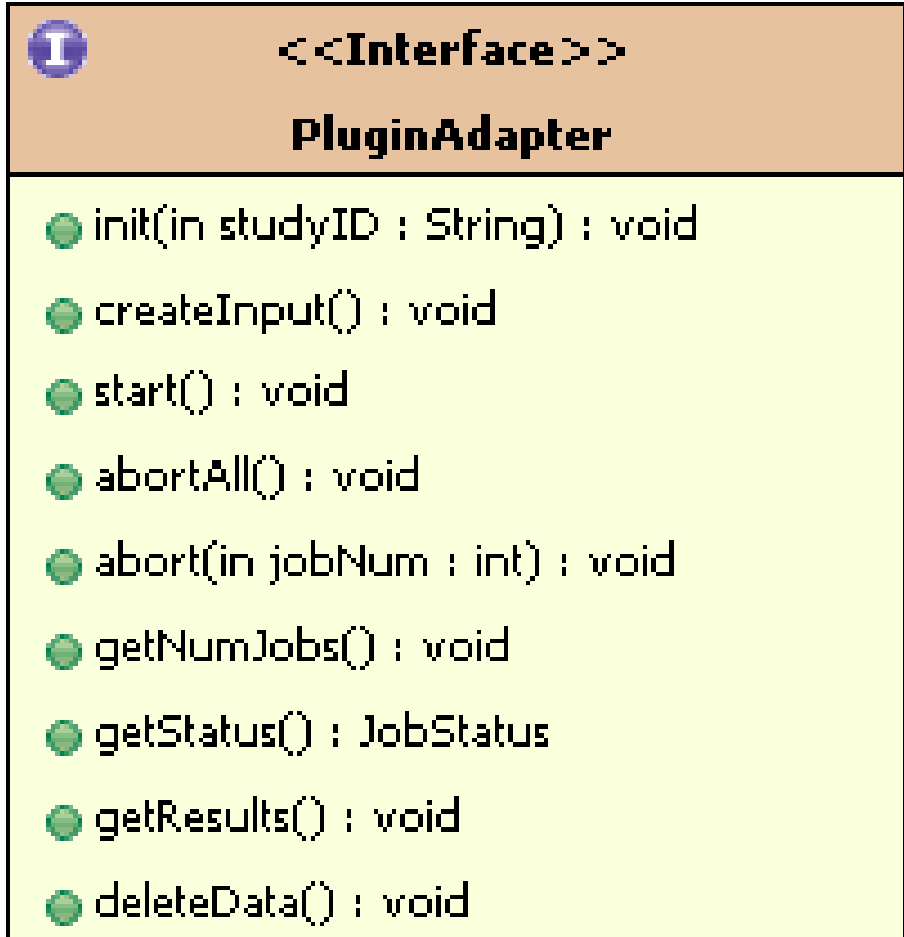 I
<<Interface>>
PluginAdapter
init(in studyID : String) : void
createInput() : void
start() : void
abortAll() : void
abort(in jobNum : int) : void
getNumJobs() : void
getStatus() : JobStatus
getResults() : void
deleteData() : void